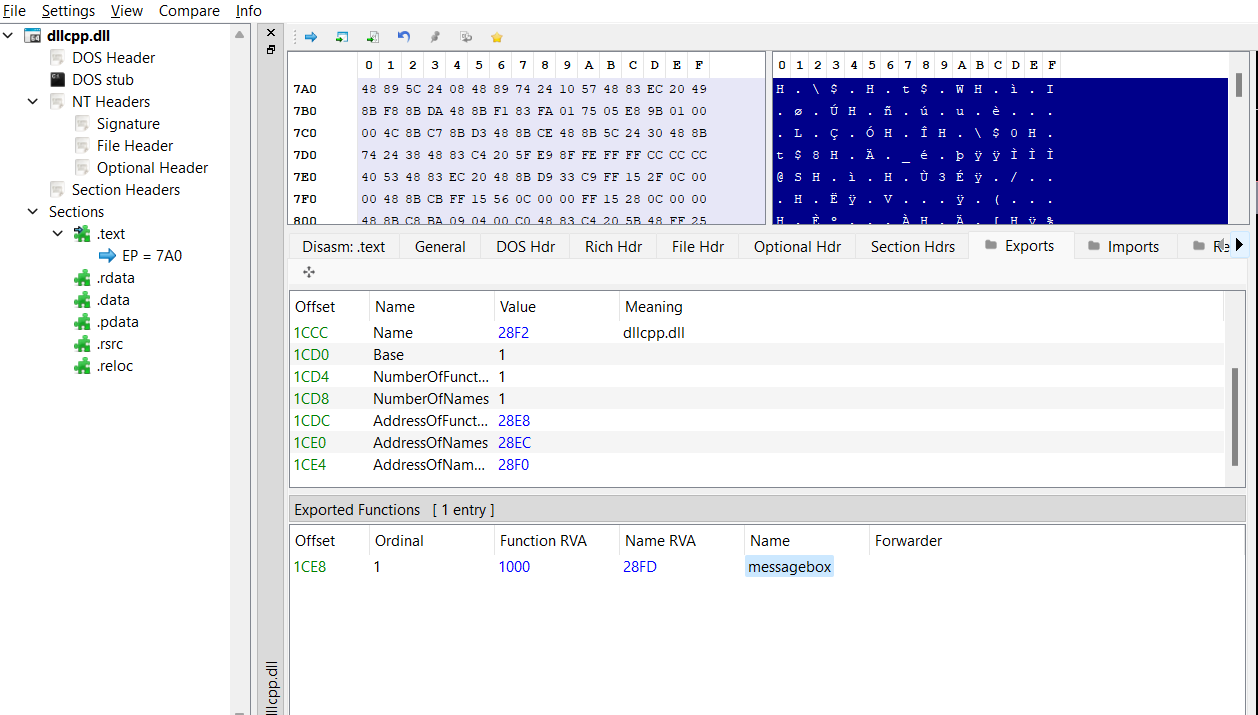 File Settings View Compare Info
dllcpp.dll
DOS Header
DOS stub
NT Headers
Signature
File Header
Optional Header
Section Headers
Sections
.text
EP = 7A0
.rdata
.data
.pdata
.rsrc
.reloc
dllcpp.dll
0 1 2 3 4 5 6 7 8 9 A B C D E F
7A0 48 89 5C 24 08 48 89 74 24 10 57 48 83 EC 20 49
7B0 8B F8 8B DA 48 8B F1 83 FA 01 75 05 E8 9B 01 00
7C0 00 4C 8B C7 8B D3 48 8B CE 48 8B 5C 24 30 48 8B
7D0 74 24 38 48 83 C4 20 5F E9 8F FE FF FF CC CC CC
7E0 40 53 48 83 EC 20 48 8B D9 33 C9 FF 15 2F 0C 00
7F0 00 48 8B CB FF 15 56 0C 00 00 FF 15 28 0C 00 00
800 48 8B C8 BA 09 04 00 C0 48 83 C4 20 5B 48 FF 25
0 1 2 3 4 5 6 7 8 9 A B C D E F
H . \ $ . H . t $ . W H . ì . I
. ø . Ú H . ñ . ú . u . è . . .
. L . Ç . Ó H . Î H . \ $ 0 H .
t $ 8 H . Ä . _ é . þ ÿ ÿ Ì Ì Ì
@ S H . ì . H . Ù 3 É ÿ . / . .
. H . Ë ÿ . V . . . ÿ . ( . . .
H . È º . . . À H . Ä . [ H ÿ %
Disasm: .text General DOS Hdr Rich Hdr File Hdr Optional Hdr Section Hdrs Exports Imports Re
Offset Name Value Meaning
1CCC Name 28F2 dllcpp.dll
1CD0 Base 1
1CD4 NumberOfFunct... 1
1CD8 NumberOfNames 1
1CDC AddressOfFunct... 28E8
1CE0 AddressOfNames 28EC
1CE4 AddressOfNam... 28F0
Exported Functions [ 1 entry ]
Offset Ordinal Function RVA Name RVA Name Forwarder
1CE8 1 1000 28FD messagebox